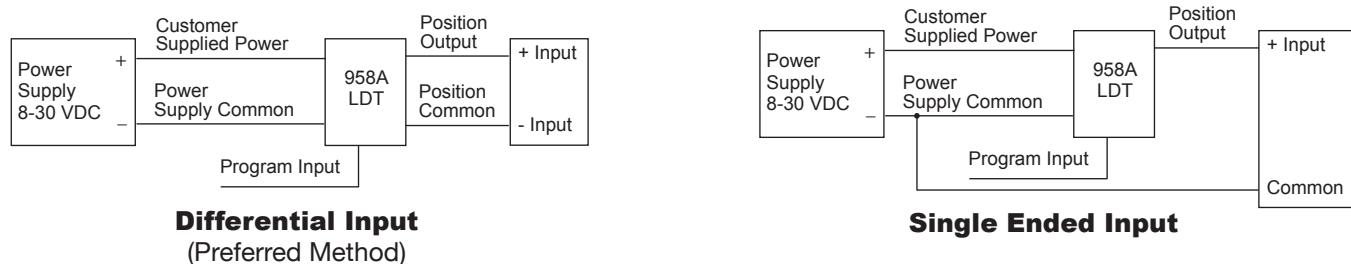 Power
Supply
8-30 VDC
+
−
Customer
Supplied Power
Power
Supply Common
958A
LDT
Program Input
Position
Output
Position
Common
+ Input
- Input
Differential Input
(Preferred Method)
Power
Supply
8-30 VDC
+
−
Customer
Supplied Power
Power
Supply Common
958A
LDT
Program Input
Position
Output
+ Input
Common
Single Ended Input